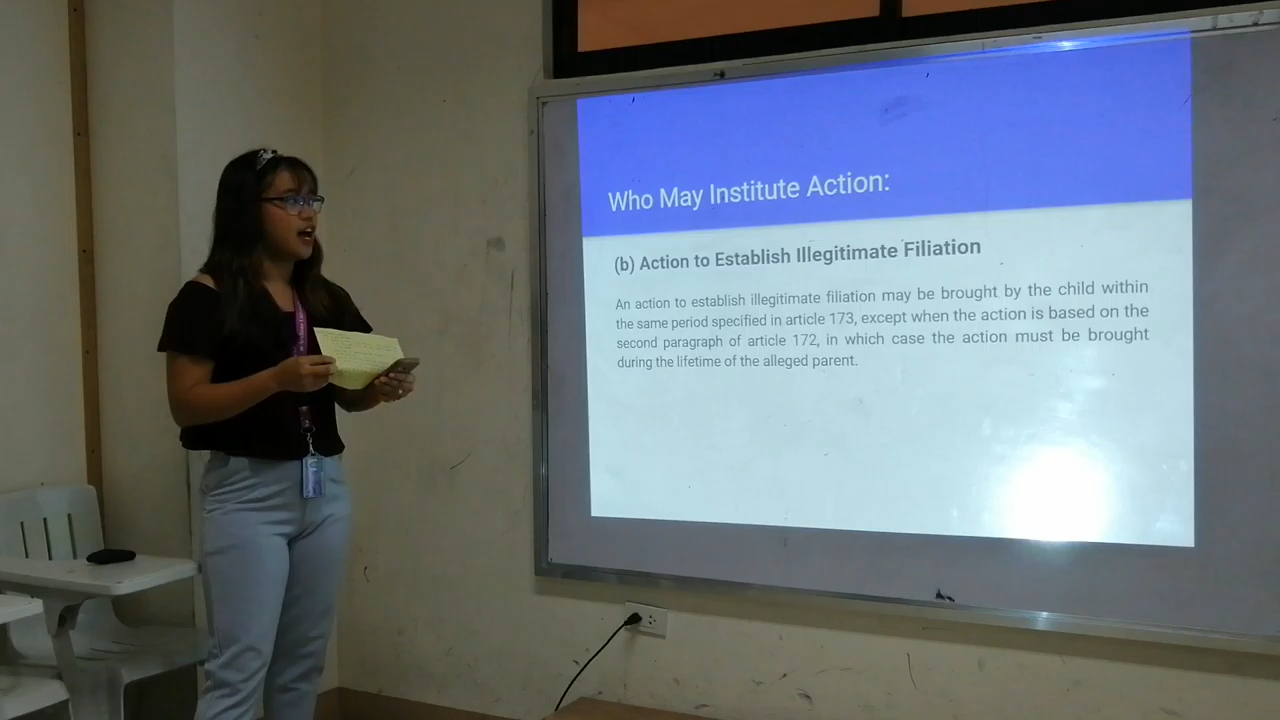 Who May Institute Action:
(b) Action to Establish Illegitimate Filiation
An action to establish illegitimate filiation may be brought by the child within
the same period specified in article 173, except when the action is based on the
second paragraph of article 172, in which case the action must be brought
during the lifetime of the alleged parent.